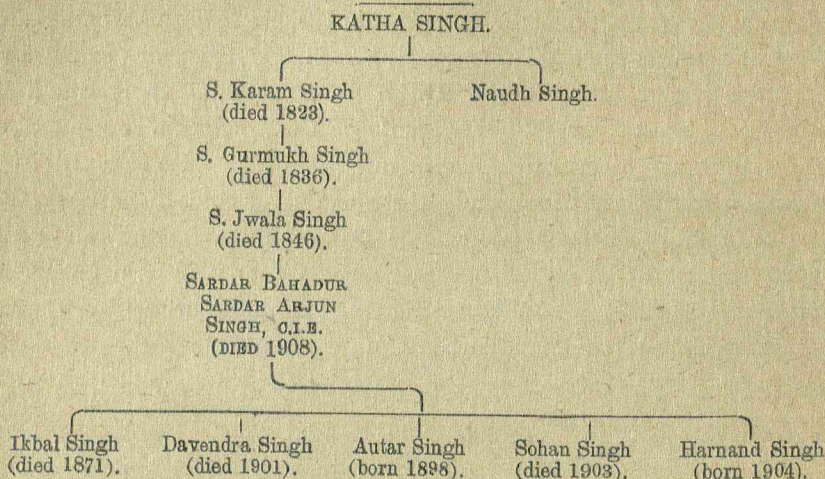 KATHA SINGH.
S. Karam Singh
(died 1823).
Naudh Singh.
S. Gurmukh Singh
(died 1836).
S. Jwala Singh
(died 1846).
SARDAR BAHADUR
SARDAR ARJUN
SINGH, C.I.E.
(DIED 1908).
Ikbal Singh
(died 1871).
Davendra Singh
(died 1901).
Autar Singh
(born 1898).
Sohan Singh
(died 1903).
Harnand Singh
(born 1904).